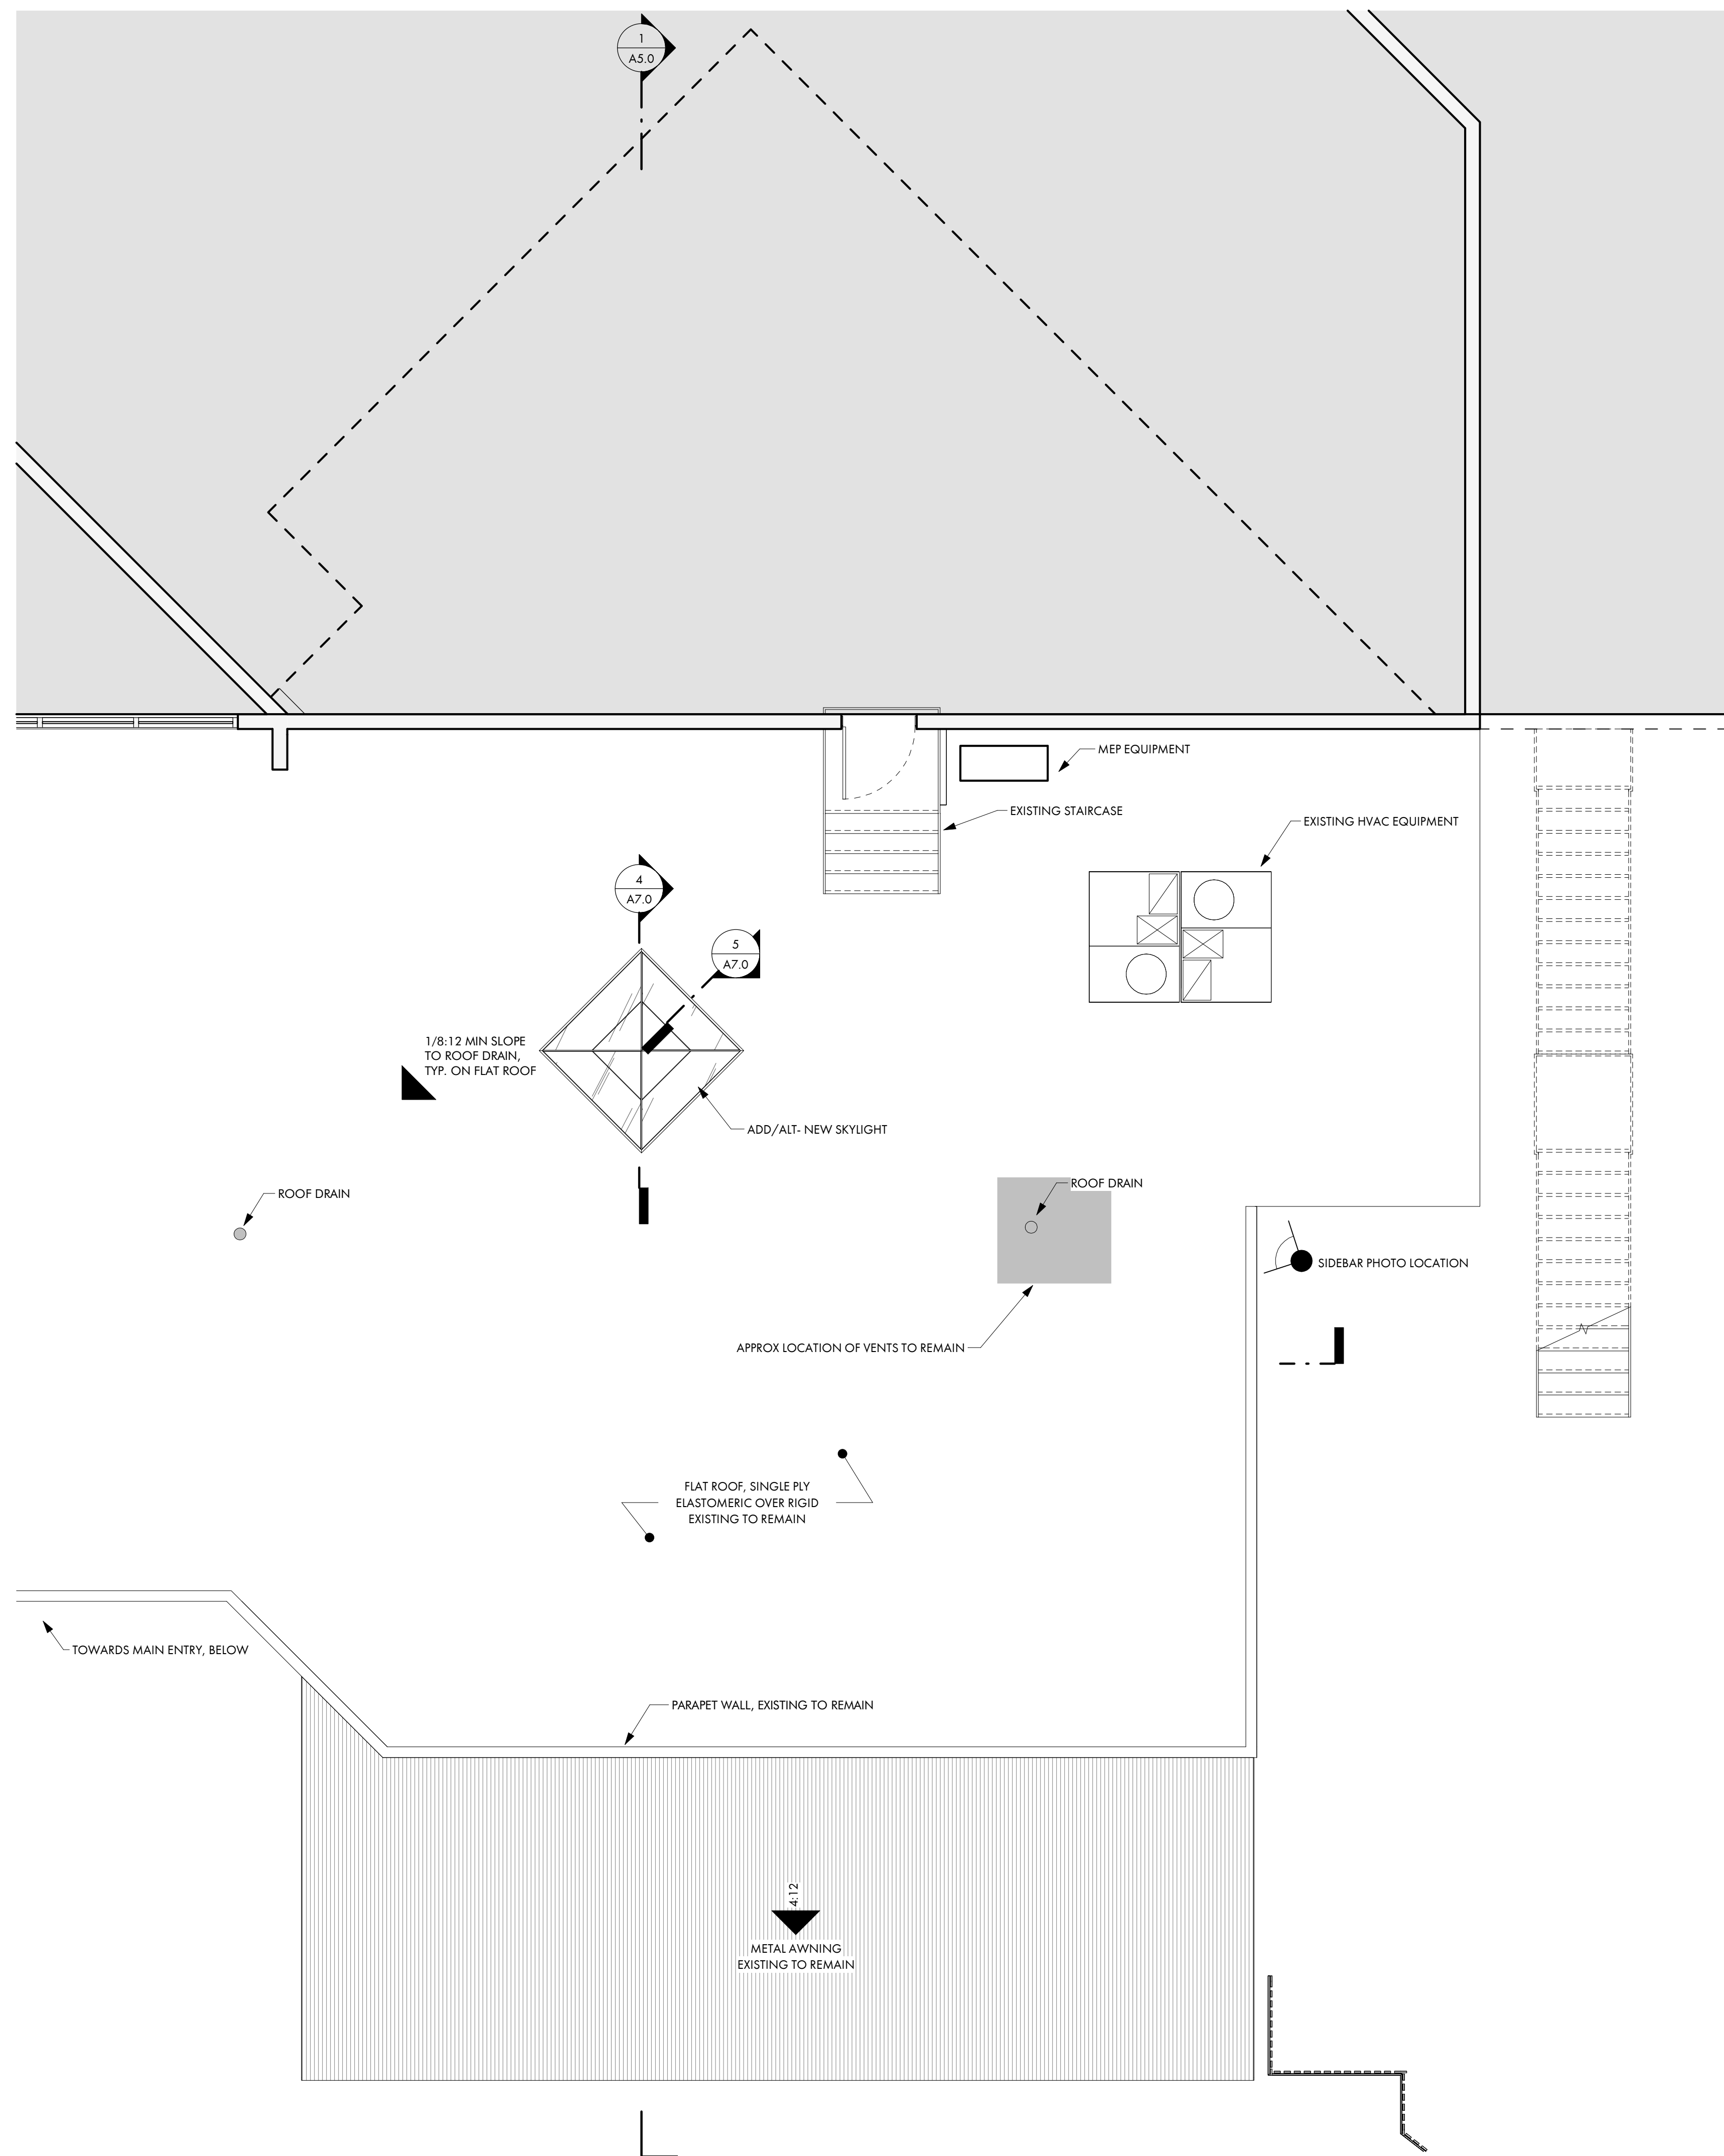 1
A5.0
MEP EQUIPMENT
EXISTING STAIRCASE
EXISTING HVAC EQUIPMENT
4
A7.0
5
A7.0
1/8:12 MIN SLOPE
TO ROOF DRAIN,
TYP. ON FLAT ROOF
ADD/ALT- NEW SKYLIGHT
ROOF DRAIN
ROOF DRAIN
SIDEBAR PHOTO LOCATION
APPROX LOCATION OF VENTS TO REMAIN
FLAT ROOF, SINGLE PLY
ELASTOMERIC OVER RIGID
EXISTING TO REMAIN
TOWARDS MAIN ENTRY, BELOW
PARAPET WALL, EXISTING TO REMAIN
4:12
METAL AWNING
EXISTING TO REMAIN